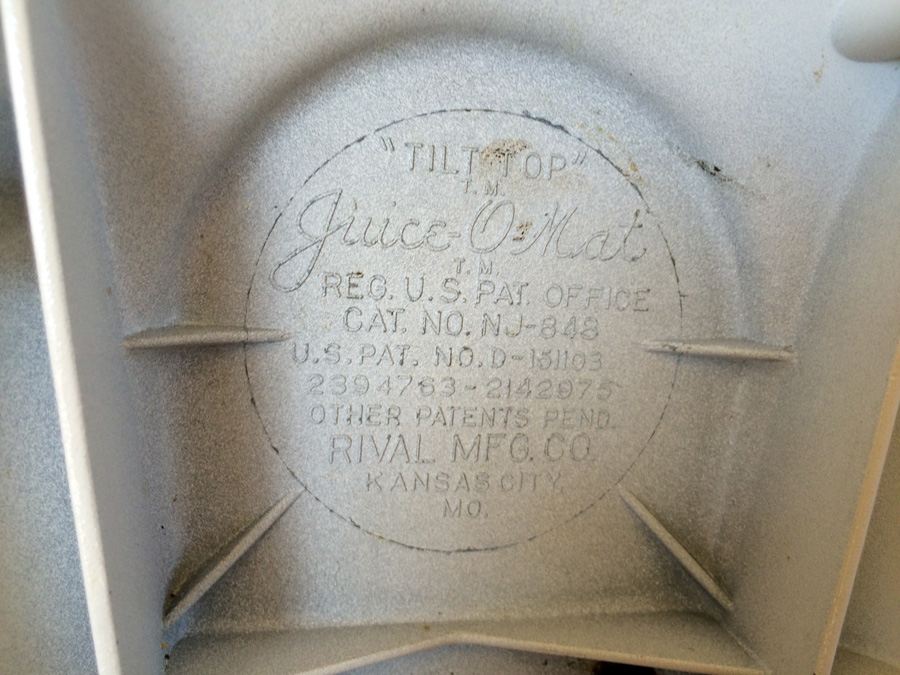 "TILT TOP"
T.M.
Juice-O-Mat
T.M.
REG. U.S. PAT. OFFICE
CAT. NO. NJ-848
U.S. PAT. NO. D-151103
2394763-2142975
OTHER PATENTS PEND.
RIVAL MFG. CO.
KANSAS CITY,
MO.